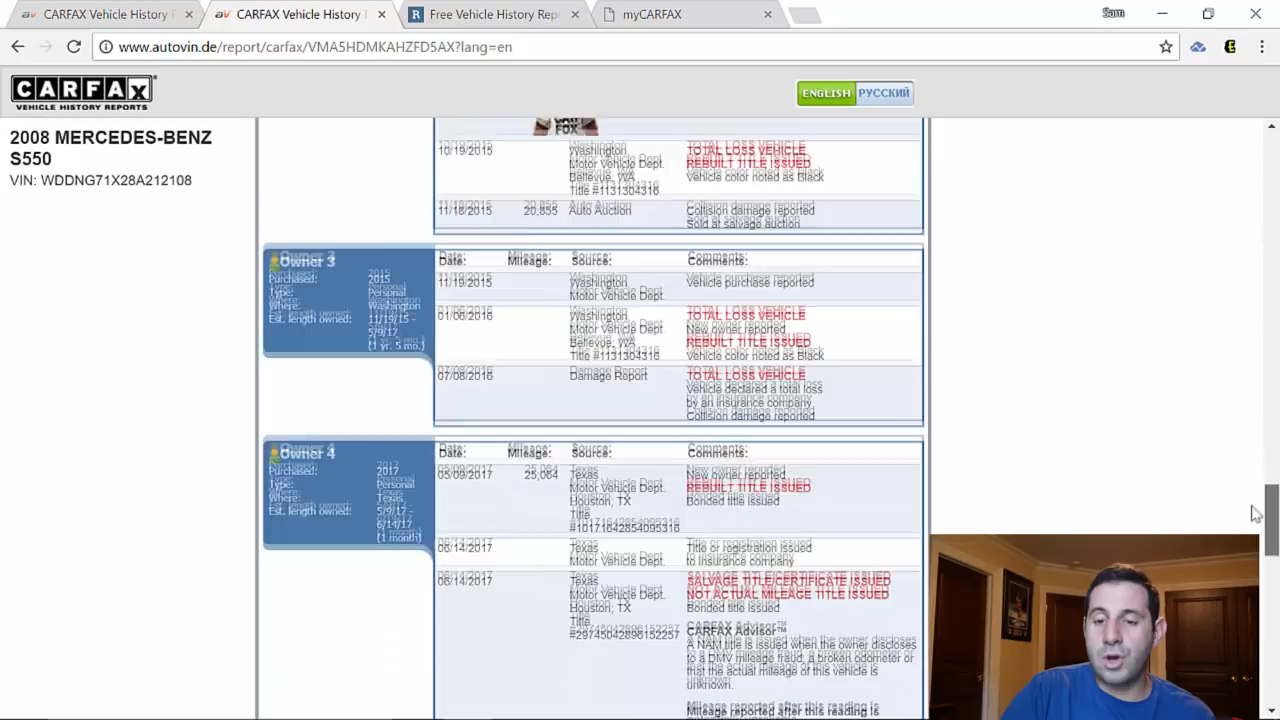 CARFAX Vehicle History F
CARFAX Vehicle History I
Free Vehicle History Rep
myCARFAX
Sam
www.autovin.de/report/carfax/VMA5HDMKAHZFD5AX?lang=en
CARFAX
VEHICLE HISTORY REPORTS
ENGLISH
РУССКИЙ
2008 MERCEDES-BENZ
S550
VIN: WDDNG71X28A212108
FOX
10/19/2015 Washington TOTAL LOSS VEHICLE
Motor Vehicle Dept. REBUILT TITLE ISSUED
Bellevue, WA Vehicle color noted as Black
Title #1131304316
11/18/2015 20,855 Auto Auction Collision damage reported
Sold at salvage auction
Owner 3
Purchased: 2015
Type: Personal
Where: Washington
Est. length owned: 11/19/15 -
5/9/17
(1 yr. 5 mo.)
Date: Mileage: Source: Comments:
11/19/2015 Washington Vehicle purchase reported
Motor Vehicle Dept.
01/06/2016 Washington TOTAL LOSS VEHICLE
Motor Vehicle Dept. New owner reported
Bellevue, WA REBUILT TITLE ISSUED
Title #1131304316 Vehicle color noted as Black
07/08/2016 Damage Report TOTAL LOSS VEHICLE
Vehicle declared a total loss
by an insurance company
Collision damage reported
Owner 4
Purchased: 2017
Type: Personal
Where: Texas
Est. length owned: 5/9/17 -
6/14/17
(1 month)
Date: Mileage: Source: Comments:
05/09/2017 25,064 Texas New owner reported
Motor Vehicle Dept. REBUILT TITLE ISSUED
Houston, TX Bonded title issued
Title
#10171642854095316
06/14/2017 Texas Title or registration issued
Motor Vehicle Dept. to insurance company
06/14/2017 Texas SALVAGE TITLE/CERTIFICATE ISSUED
Motor Vehicle Dept. NOT ACTUAL MILEAGE TITLE ISSUED
Houston, TX Bonded title issued
Title
#29745042896152257 CARFAX Advisor™
A NAM title is issued when the owner discloses
to a DMV mileage fraud, a broken odometer or
that the actual mileage of this vehicle is
unknown.
Mileage reported after this reading is